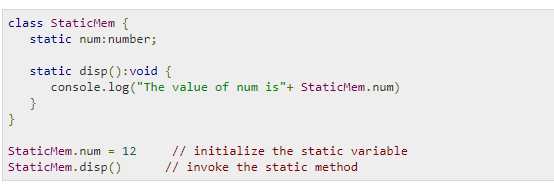 class StaticMem {
   static num:number;

   static disp():void {
      console.log("The value of num is"+ StaticMem.num)
   }
}

StaticMem.num = 12     // initialize the static variable
StaticMem.disp()      // invoke the static method